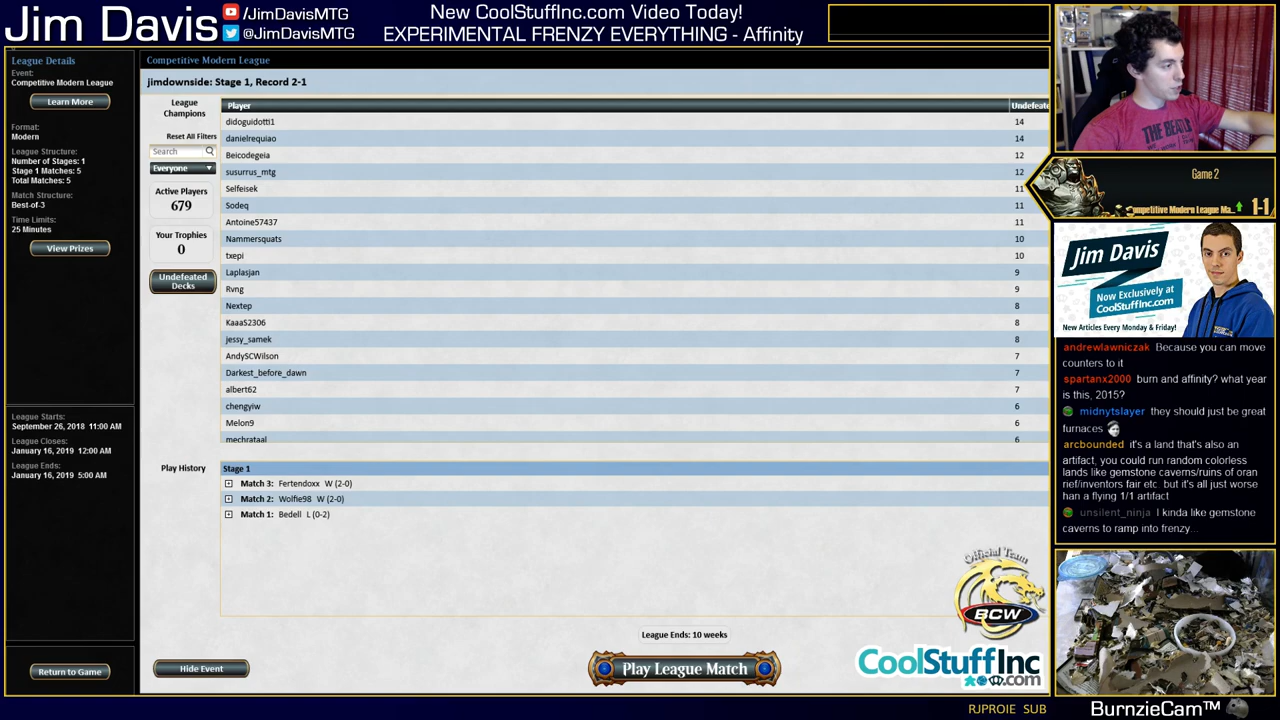 Jim Davis
/JimDavisMTG
@JimDavisMTG
New CoolStuffInc.com Video Today!
EXPERIMENTAL FRENZY EVERYTHING - Affinity
League Details
Event:
Competitive Modern League
Learn More
Format:
Modern
League Structure:
Number of Stages: 1
Stage 1 Matches: 5
Total Matches: 5
Match Structure:
Best-of-3
Time Limits:
25 Minutes
View Prizes
League Starts:
September 26, 2018 11:00 AM
League Closes:
January 16, 2019 12:00 AM
League Ends:
January 16, 2019 5:00 AM
Return to Game
Competitive Modern League
jimdownside: Stage 1, Record 2-1
League
Champions
Reset All Filters
Search
Everyone
Active Players
679
Your Trophies
0
Undefeated
Decks
Player Undefeate
didoguidotti1 14
danielrequiao 14
Beicodegeia 12
susurrus_mtg 12
Selfeisek 11
Sodeq 11
Antoine57437 11
Nammersquats 10
txepi 10
Laplasjan 9
Rvng 9
Nextep 8
KaaaS2306 8
jessy_samek 8
AndySCWilson 7
Darkest_before_dawn 7
albert62 7
chengyiw 6
Melon9 6
mechrataal 6
Play History
Stage 1
Match 3: Fertendoxx W (2-0)
Match 2: Wolfie98 W (2-0)
Match 1: Bedell L (0-2)
League Ends: 10 weeks
Hide Event
Play League Match
Official Team
BCW
CoolStuffInc
.com
THE BEATL
Game 2
Competitive Modern League Ma... 1-1
Jim Davis
Now Exclusively at
CoolStuffInc.com
New Articles Every Monday & Friday!
andrewlawniczak Because you can move
counters to it
spartanx2000 burn and affinity? what year
is this, 2015?
midnytslayer they should just be great
furnaces
arcbounded it's a land that's also an
artifact, you could run random colorless
lands like gemstone caverns/ruins of oran
rief/inventors fair etc. but it's all just worse
than a flying 1/1 artifact
unsilent_ninja I kinda like gemstone
caverns to ramp into frenzy...
RJPROIE SUB
BurnzieCam™